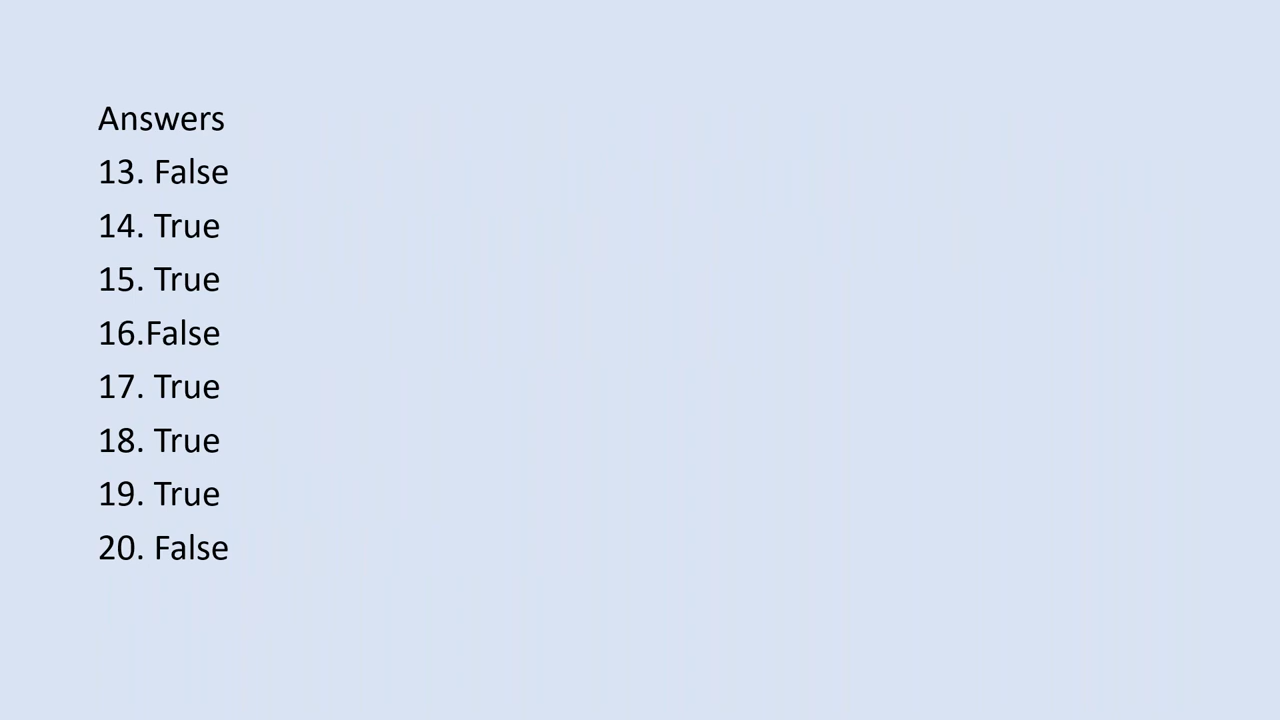 Answers
13. False
14. True
15. True
16.False
17. True
18. True
19. True
20. False